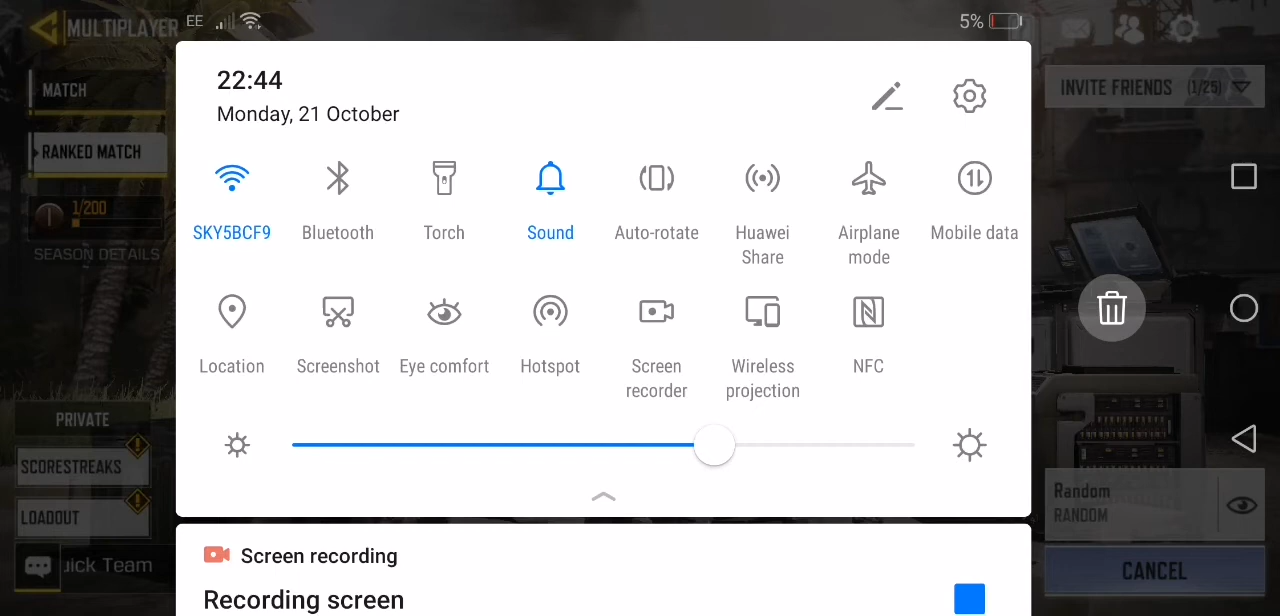 MULTIPLAYER
EE
5%
22:44
Monday, 21 October
MATCH
RANKED MATCH
1/200
SEASON DETAILS
INVITE FRIENDS (1/25)
SKY5BCF9
Bluetooth
Torch
Sound
Auto-rotate
Huawei
Share
Airplane
mode
Mobile data
Location
Screenshot
Eye comfort
Hotspot
Screen
recorder
Wireless
projection
NFC
PRIVATE
SCORESTREAKS
LOADOUT
uick Team
Random
RANDOM
CANCEL
Screen recording
Recording screen